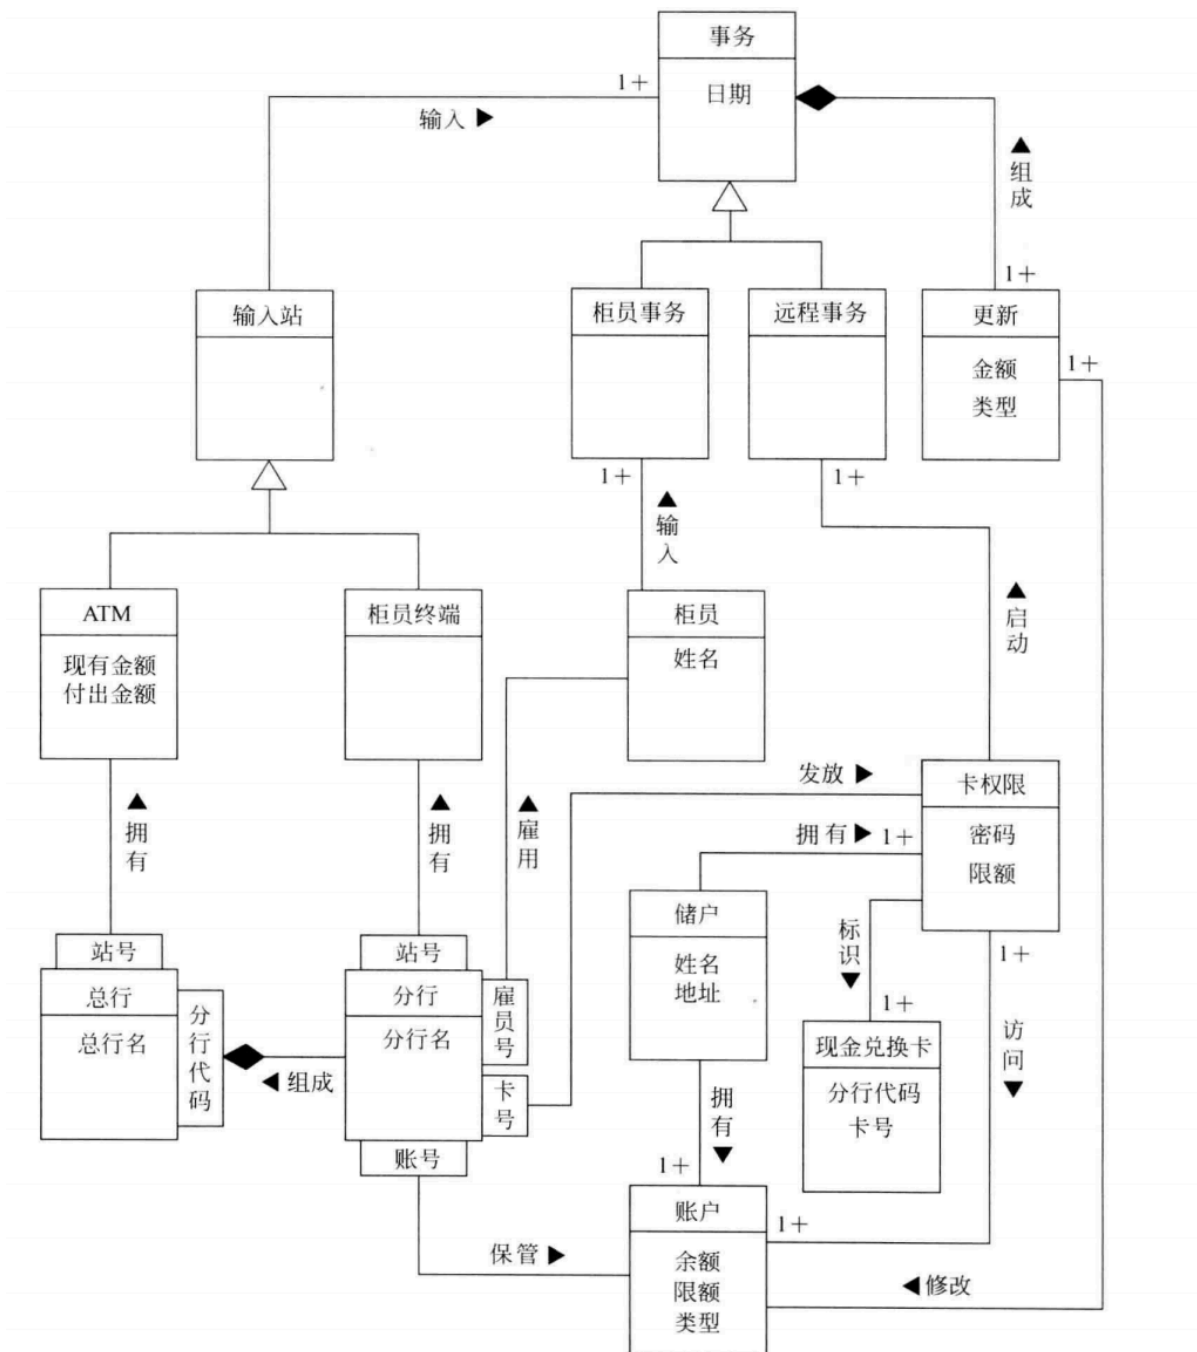 事务
日期
1+
输入 ▶
▲
组
成
1+
输入站
柜员事务
远程事务
更新
金额
类型
1+
1+
▲
输
入
1+
ATM
现有金额
付出金额
柜员终端
柜员
姓名
▲
启
动
▲
拥
有
▲
拥
有
▲
雇
用
发放 ▶
拥有 ▶
1+
卡权限
密码
限额
储户
姓名
地址
标
识
▼
1+
1+
访
问
▼
站号
总行
总行名
分
行
代
码
◀ 组成
站号
分行
分行名
雇
员
号
卡
号
账号
现金兑换卡
分行代码
卡号
拥
有
▼
1+
账户
余额
限额
类型
1+
保管 ▶
◀ 修改